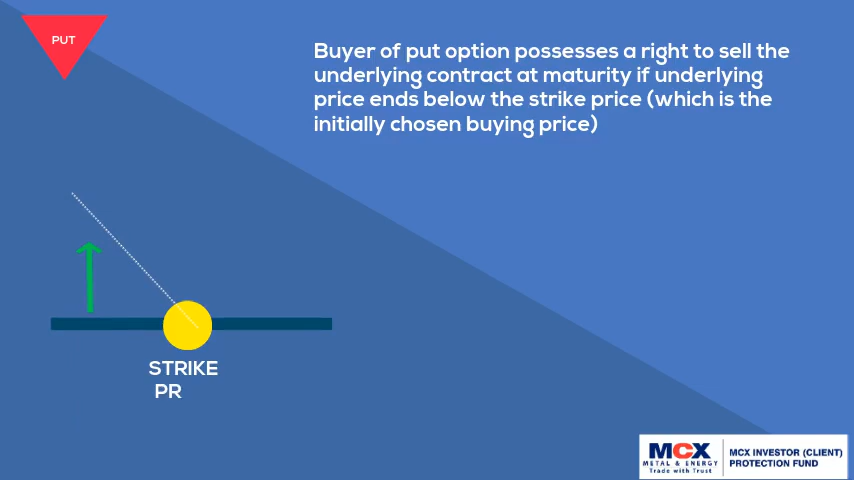 PUT
Buyer of put option possesses a right to sell the
underlying contract at maturity if underlying
price ends below the strike price (which is the
initially chosen buying price)
STRIKE
PR
MCX
METAL & ENERGY
Trade with Trust
MCX INVESTOR (CLIENT)
PROTECTION FUND